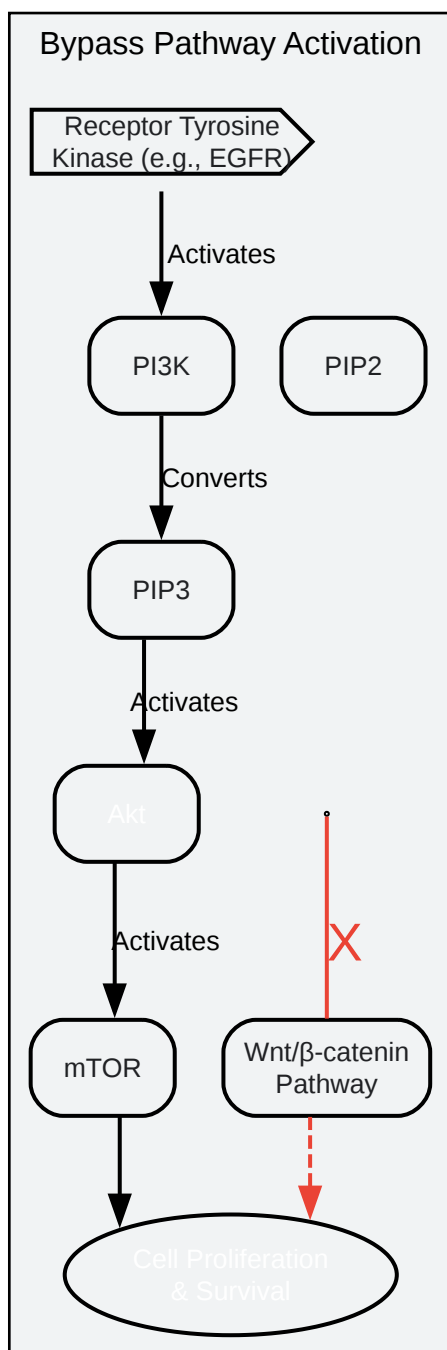 Bypass Pathway Activation
Receptor Tyrosine
Kinase (e.g., EGFR)
Activates
PI3K
PIP2
Converts
PIP3
Activates
Akt
X
Activates
mTOR
Wnt/β-catenin
Pathway
Cell Proliferation
& Survival